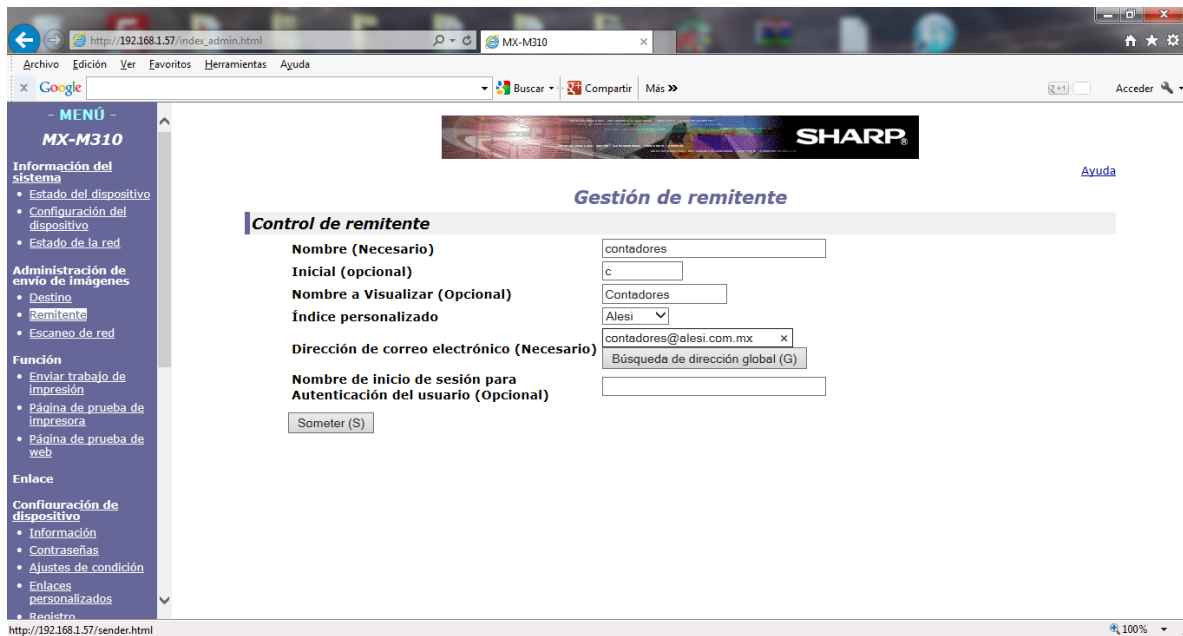 http://192.168.1.57/index_admin.html
MX-M310
Archivo Edición Ver Favoritos Herramientas Ayuda
x Google Buscar Compartir Más » Acceder
- MENÚ -
MX-M310
Información del
sistema
• Estado del dispositivo
• Configuración del
dispositivo
• Estado de la red
Administración de
envío de imágenes
• Destino
• Remitente
• Escaneo de red
Función
• Enviar trabajo de
impresión
• Página de prueba de
impresora
• Página de prueba de
web
Enlace
Configuración de
dispositivo
• Información
• Contraseñas
• Ajustes de condición
• Enlaces
personalizados
• Registro
SHARP®
Ayuda
Gestión de remitente
Control de remitente
Nombre (Necesario) contadores
Inicial (opcional) c
Nombre a Visualizar (Opcional) Contadores
Índice personalizado Alesi
Dirección de correo electrónico (Necesario) contadores@alesi.com.mx
Búsqueda de dirección global (G)
Nombre de inicio de sesión para
Autenticación del usuario (Opcional)
Someter (S)
http://192.168.1.57/sender.html 100%